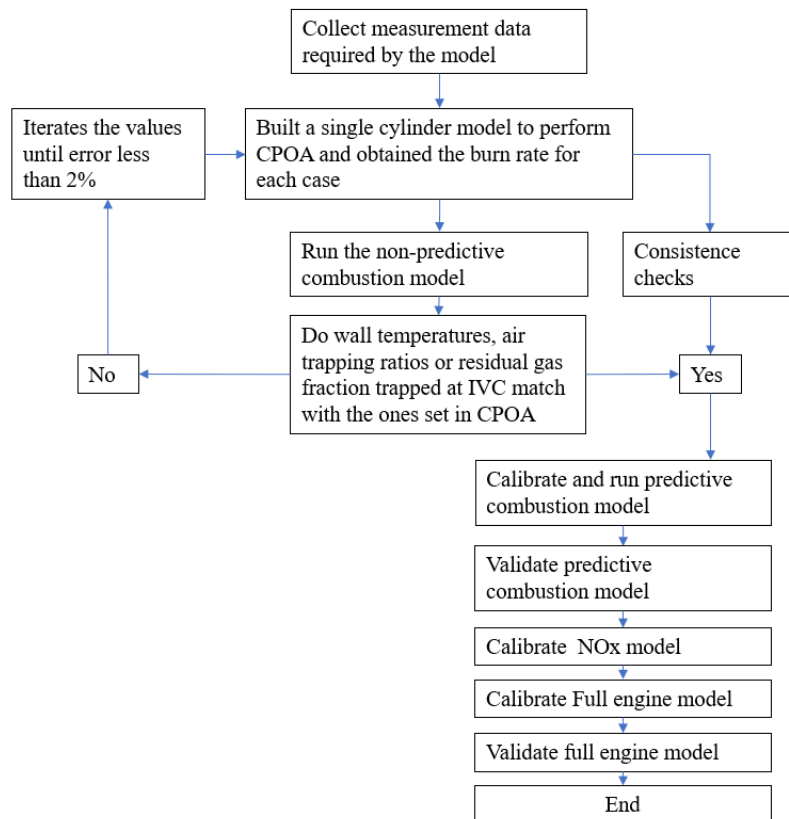 Collect measurement data
required by the model
Iterates the values
until error less
than 2%
Built a single cylinder model to perform
CPOA and obtained the burn rate for
each case
Run the non-predictive
combustion model
Consistence
checks
No
Do wall temperatures, air
trapping ratios or residual gas
fraction trapped at IVC match
with the ones set in CPOA
Yes
Calibrate and run predictive
combustion model
Validate predictive
combustion model
Calibrate NOx model
Calibrate Full engine model
Validate full engine model
End